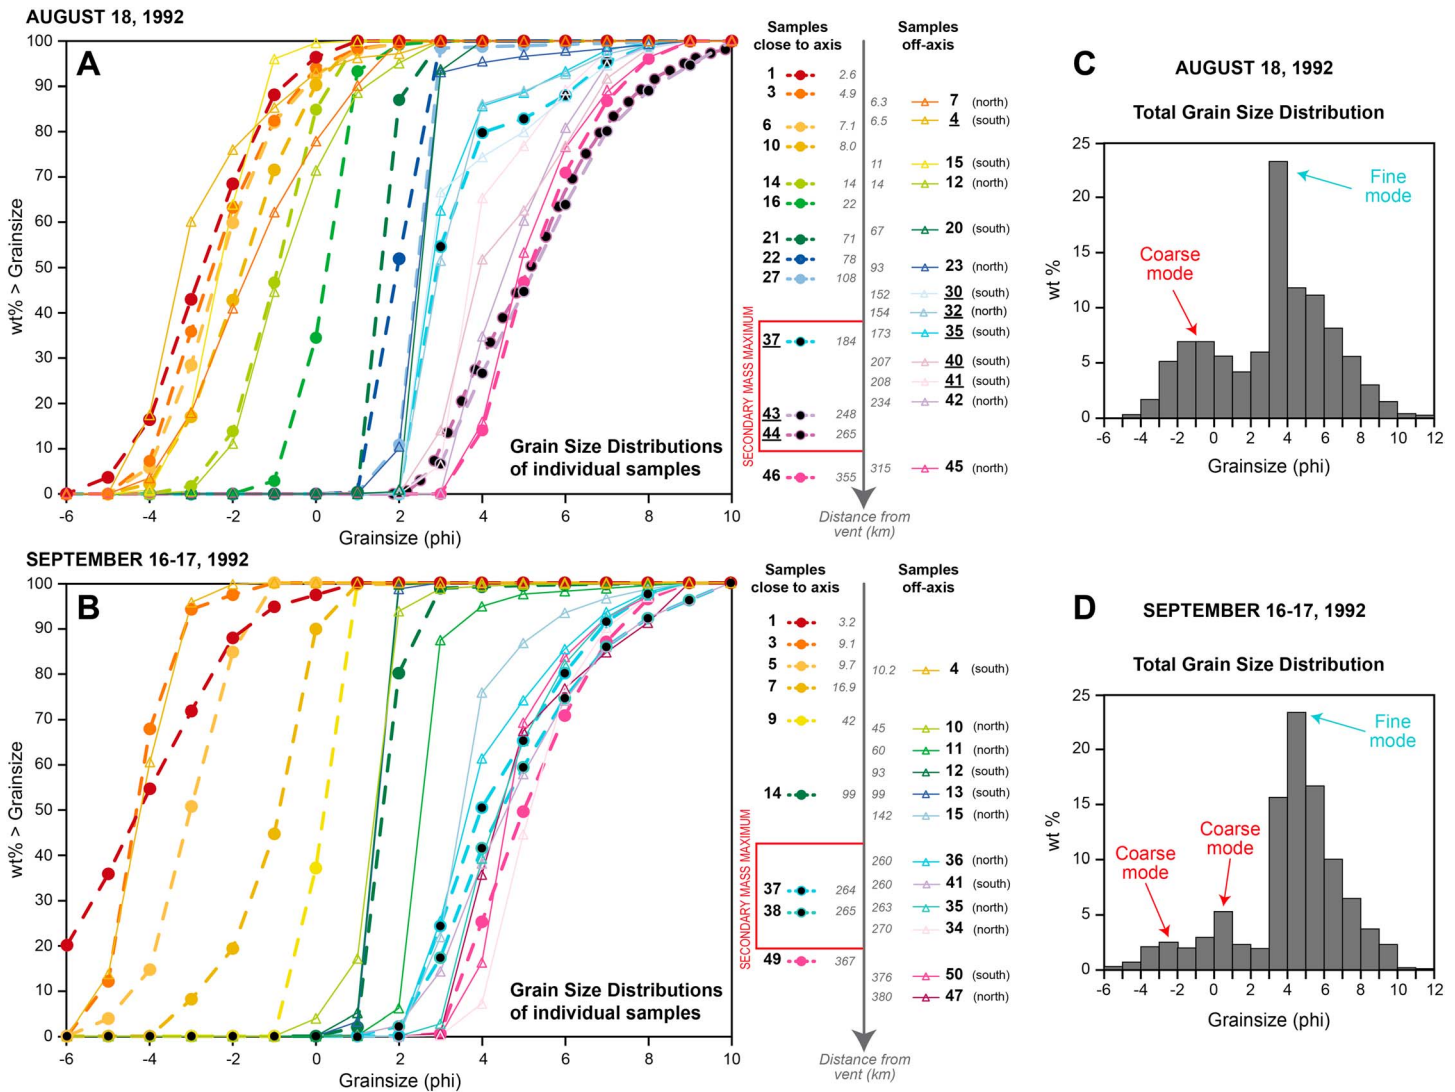 AUGUST 18, 1992
A
100
90
80
70
60
50
40
30
20
10
0
wt% > Grainsize
-6
-4
-2
0
2
4
6
8
10
Grainsize (phi)
Grain Size Distributions
of individual samples
Samples
close to axis
Samples
off-axis
1 2.6
3 4.9
6.3 7 (north)
6.5 4 (south)
6 7.1
10 8.0
11 15 (south)
14 14
14 12 (north)
16 22
67 20 (south)
21 71
22 78
93 23 (north)
27 108
152 30 (south)
154 32 (north)
173 35 (south)
SECONDARY MASS MAXIMUM
37 184
207 40 (south)
208 41 (south)
234 42 (north)
43 248
44 265
315 45 (north)
46 355
Distance from
vent (km)
C
AUGUST 18, 1992
Total Grain Size Distribution
25
20
15
10
5
0
wt %
Coarse
mode
Fine
mode
-6
-4
-2
0
2
4
6
8
10
12
Grainsize (phi)
SEPTEMBER 16-17, 1992
B
100
90
80
70
60
50
40
30
20
10
0
wt% > Grainsize
-6
-4
-2
0
2
4
6
8
10
Grainsize (phi)
Grain Size Distributions
of individual samples
Samples
close to axis
Samples
off-axis
1 3.2
3 9.1
5 9.7
10.2 4 (south)
7 16.9
9 42
45 10 (north)
60 11 (north)
93 12 (south)
99 13 (south)
14 99
142 15 (north)
SECONDARY MASS MAXIMUM
260 36 (north)
260 41 (south)
37 264
263 35 (north)
38 265
270 34 (north)
49 367
376 50 (south)
380 47 (north)
Distance from
vent (km)
D
SEPTEMBER 16-17, 1992
Total Grain Size Distribution
25
20
15
10
5
0
wt %
Coarse
mode
Coarse
mode
Fine
mode
-6
-4
-2
0
2
4
6
8
10
12
Grainsize (phi)